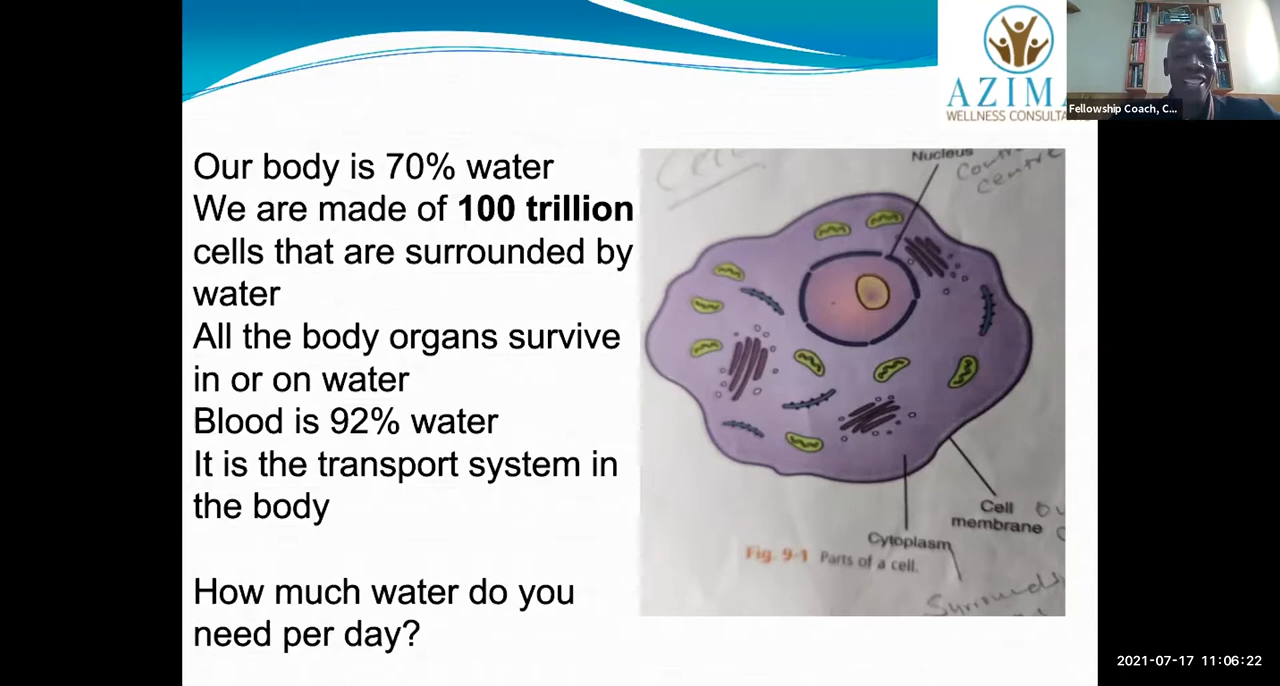 AZIM
WELLNESS CONSULTA
Fellowship Coach, C...
Our body is 70% water
We are made of 100 trillion
cells that are surrounded by
water
All the body organs survive
in or on water
Blood is 92% water
It is the transport system in
the body
How much water do you
need per day?
Cell
Nucleus
centre
Cell
membrane
Cytoplasm
Fig. 9-1 Parts of a cell.
Surrounds
2021-07-17 11:06:22